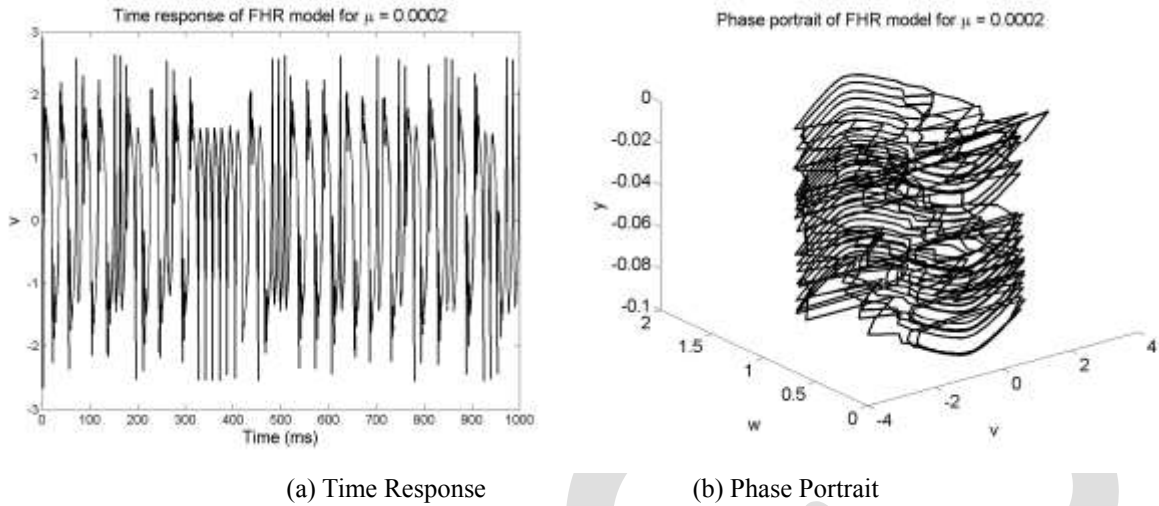 Time response of FHR model for μ = 0.0002
3
2
1
0
-1
-2
-3
v
0 100 200 300 400 500 600 700 800 900 1000
Time (ms)
Phase portrait of FHR model for μ = 0.0002
0
-0.02
-0.04
-0.06
-0.08
-0.1
y
2
1.5
1
0.5
0
w
-4
-2
0
2
4
v
(a) Time Response
(b) Phase Portrait